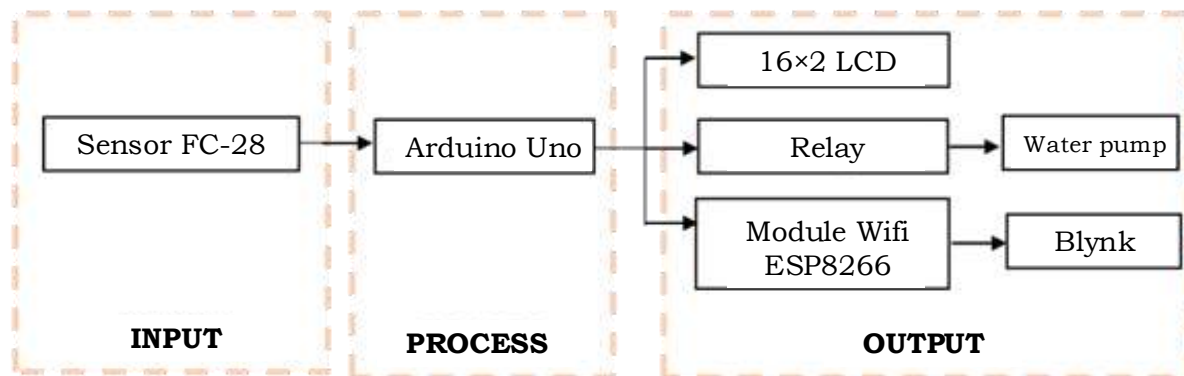 16×2 LCD
Sensor FC-28
Arduino Uno
Relay
Water pump
Module Wifi
ESP8266
Blynk
INPUT
PROCESS
OUTPUT